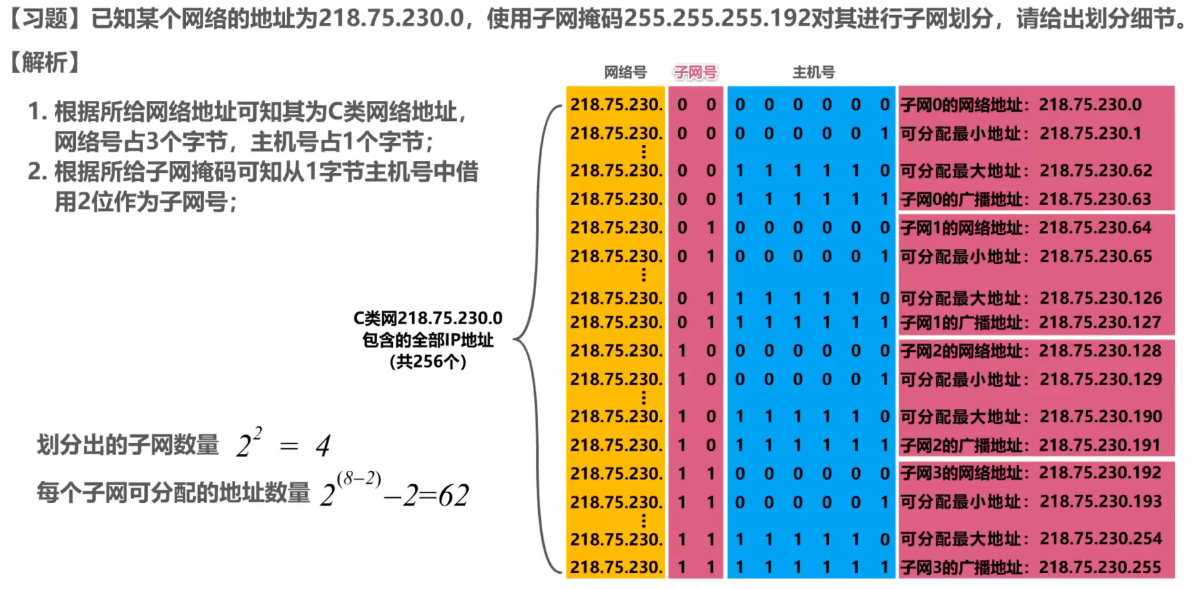 【习题】已知某个网络的地址为218.75.230.0，使用子网掩码255.255.255.192对其进行子网划分，请给出划分细节。
【解析】
1. 根据所给网络地址可知其为C类网络地址，
网络号占3个字节，主机号占1个字节；
2. 根据所给子网掩码可知从1字节主机号中借
用2位作为子网号；
C类网218.75.230.0
包含的全部IP地址
（共256个）
划分出的子网数量 2^2 = 4
每个子网可分配的地址数量 2^(8-2)-2=62
网络号 子网号 主机号
218.75.230. 0 0 0 0 0 0 0 0 子网0的网络地址：218.75.230.0
218.75.230. 0 0 0 0 0 0 0 1 可分配最小地址：218.75.230.1
⋮
218.75.230. 0 0 1 1 1 1 1 0 可分配最大地址：218.75.230.62
218.75.230. 0 0 1 1 1 1 1 1 子网0的广播地址：218.75.230.63
218.75.230. 0 1 0 0 0 0 0 0 子网1的网络地址：218.75.230.64
218.75.230. 0 1 0 0 0 0 0 1 可分配最小地址：218.75.230.65
⋮
218.75.230. 0 1 1 1 1 1 1 0 可分配最大地址：218.75.230.126
218.75.230. 0 1 1 1 1 1 1 1 子网1的广播地址：218.75.230.127
218.75.230. 1 0 0 0 0 0 0 0 子网2的网络地址：218.75.230.128
218.75.230. 1 0 0 0 0 0 0 1 可分配最小地址：218.75.230.129
⋮
218.75.230. 1 0 1 1 1 1 1 0 可分配最大地址：218.75.230.190
218.75.230. 1 0 1 1 1 1 1 1 子网2的广播地址：218.75.230.191
218.75.230. 1 1 0 0 0 0 0 0 子网3的网络地址：218.75.230.192
218.75.230. 1 1 0 0 0 0 0 1 可分配最小地址：218.75.230.193
⋮
218.75.230. 1 1 1 1 1 1 1 0 可分配最大地址：218.75.230.254
218.75.230. 1 1 1 1 1 1 1 1 子网3的广播地址：218.75.230.255